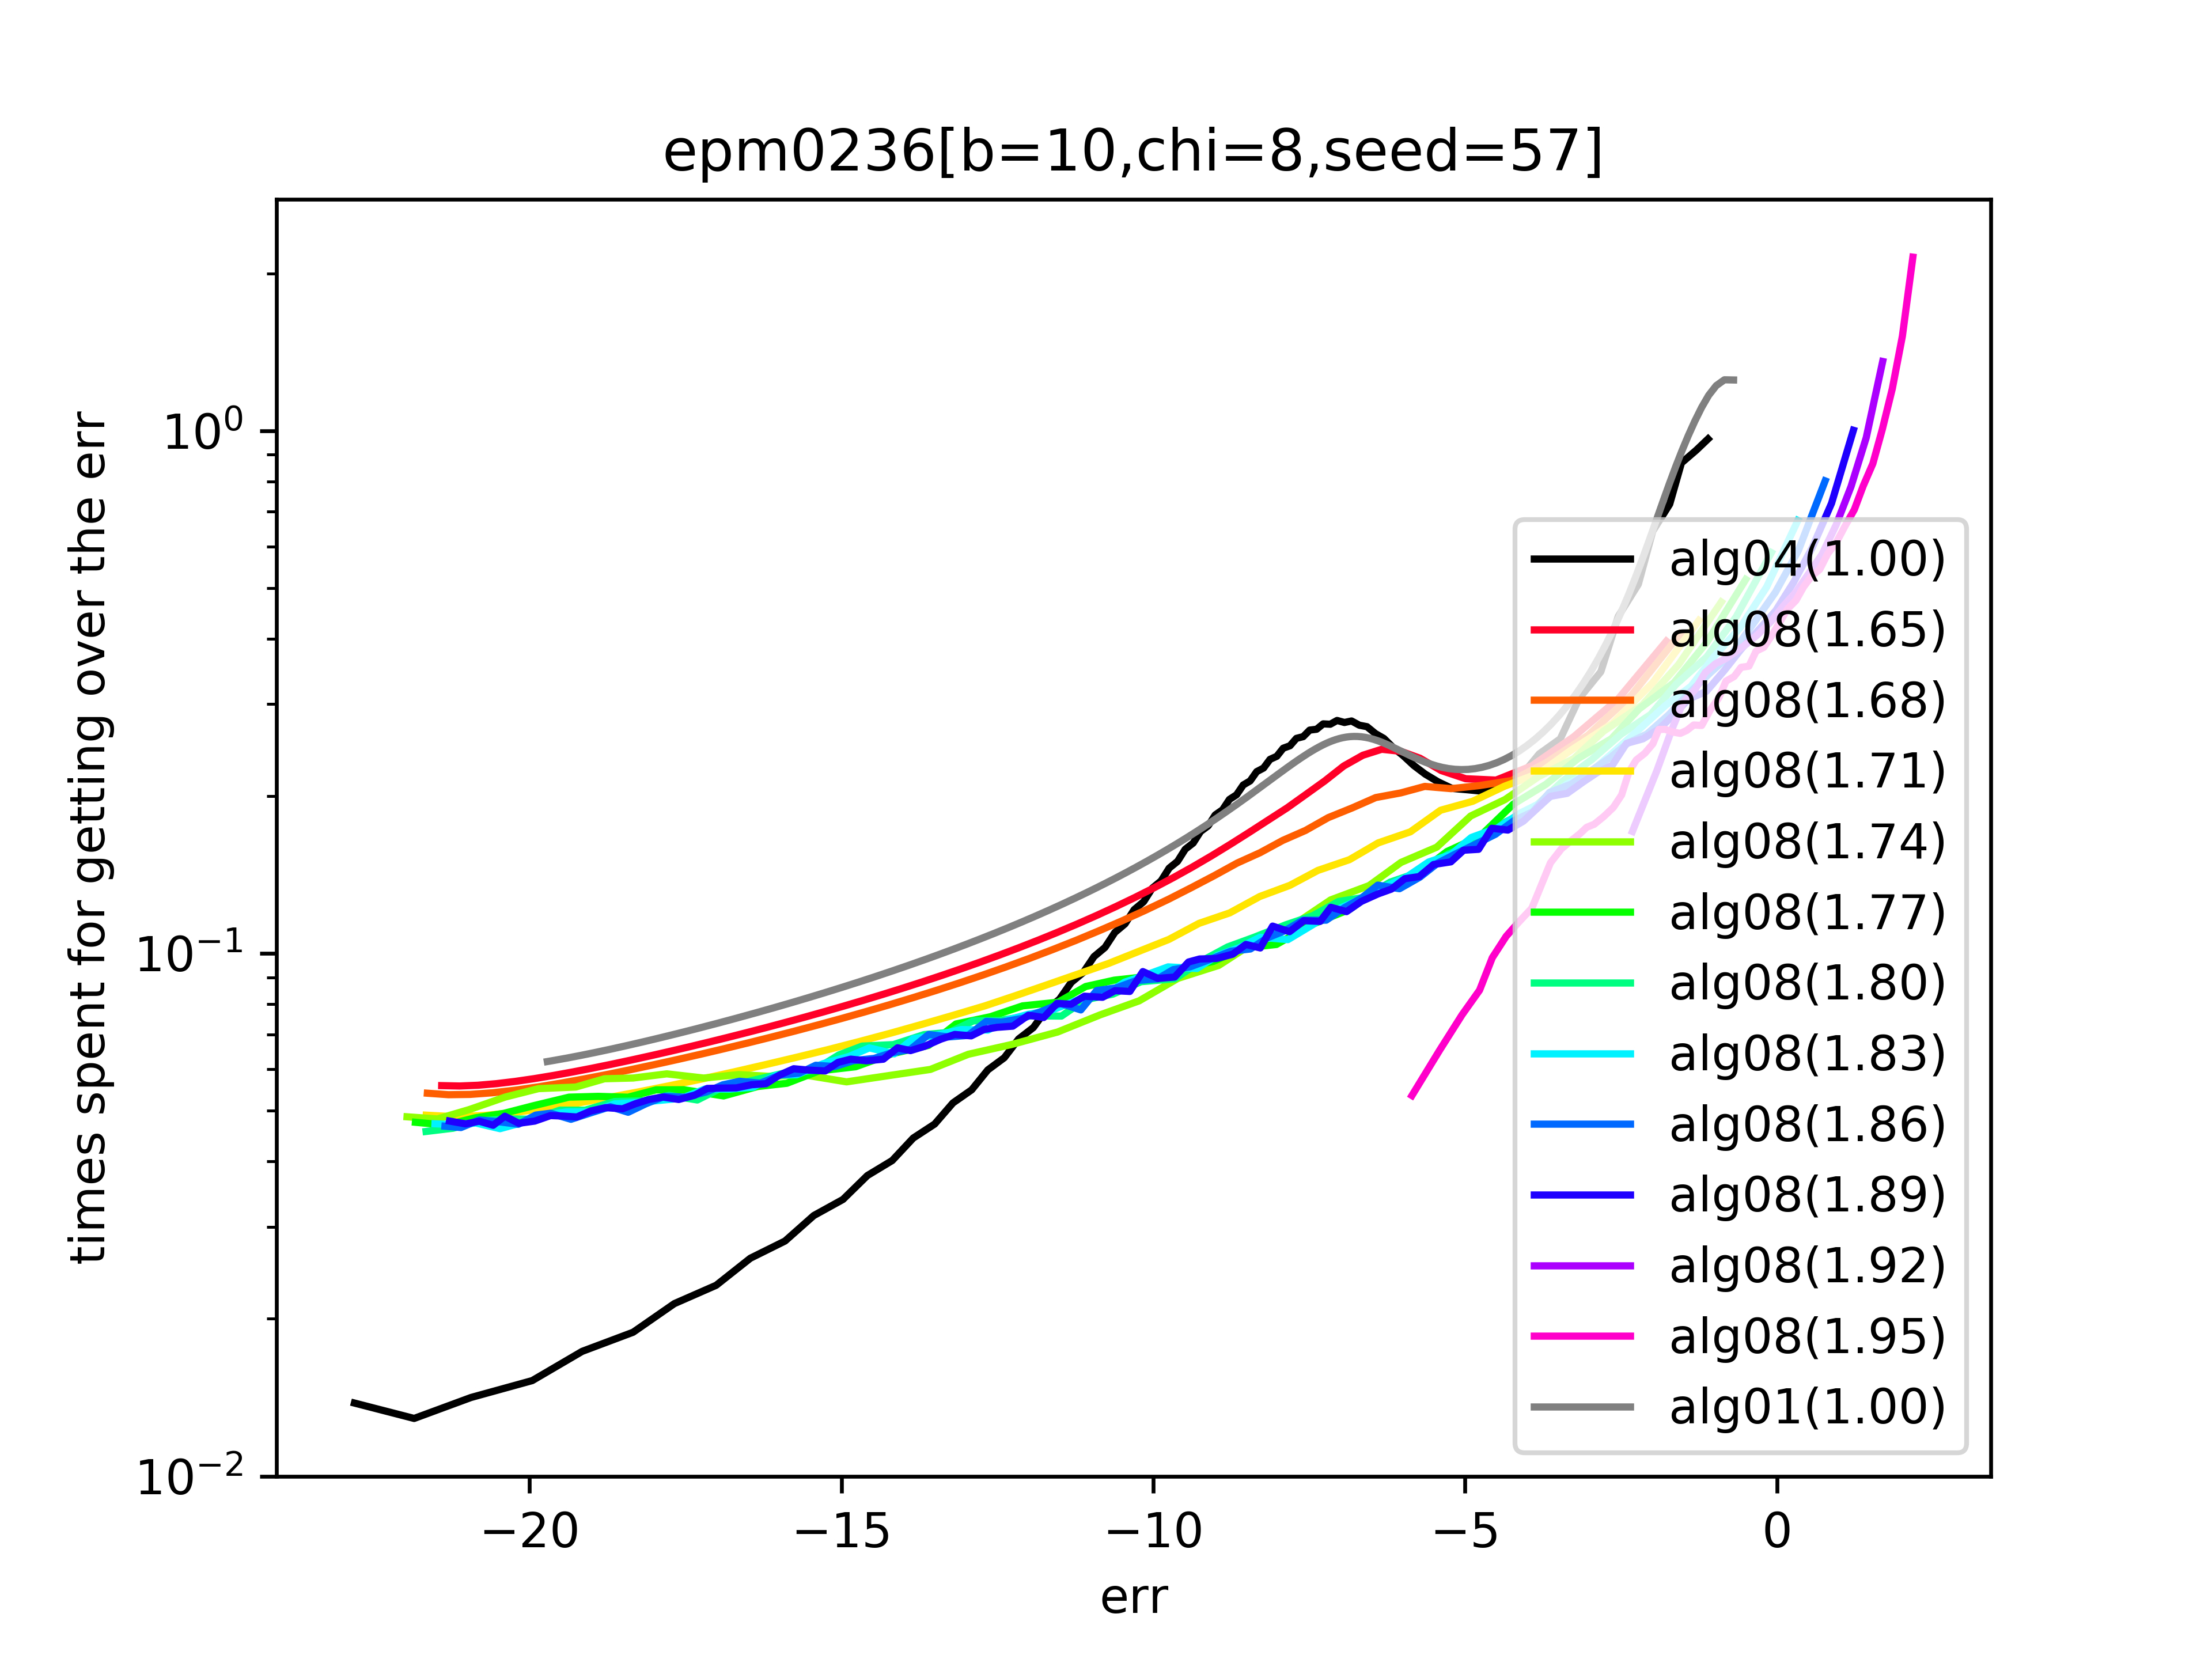 epm0236[b=10,chi=8,seed=57]
times spent for getting over the err
10⁰
10⁻¹
10⁻²
alg04(1.00)
alg08(1.65)
alg08(1.68)
alg08(1.71)
alg08(1.74)
alg08(1.77)
alg08(1.80)
alg08(1.83)
alg08(1.86)
alg08(1.89)
alg08(1.92)
alg08(1.95)
alg01(1.00)
−20 −15 −10 −5 0
err